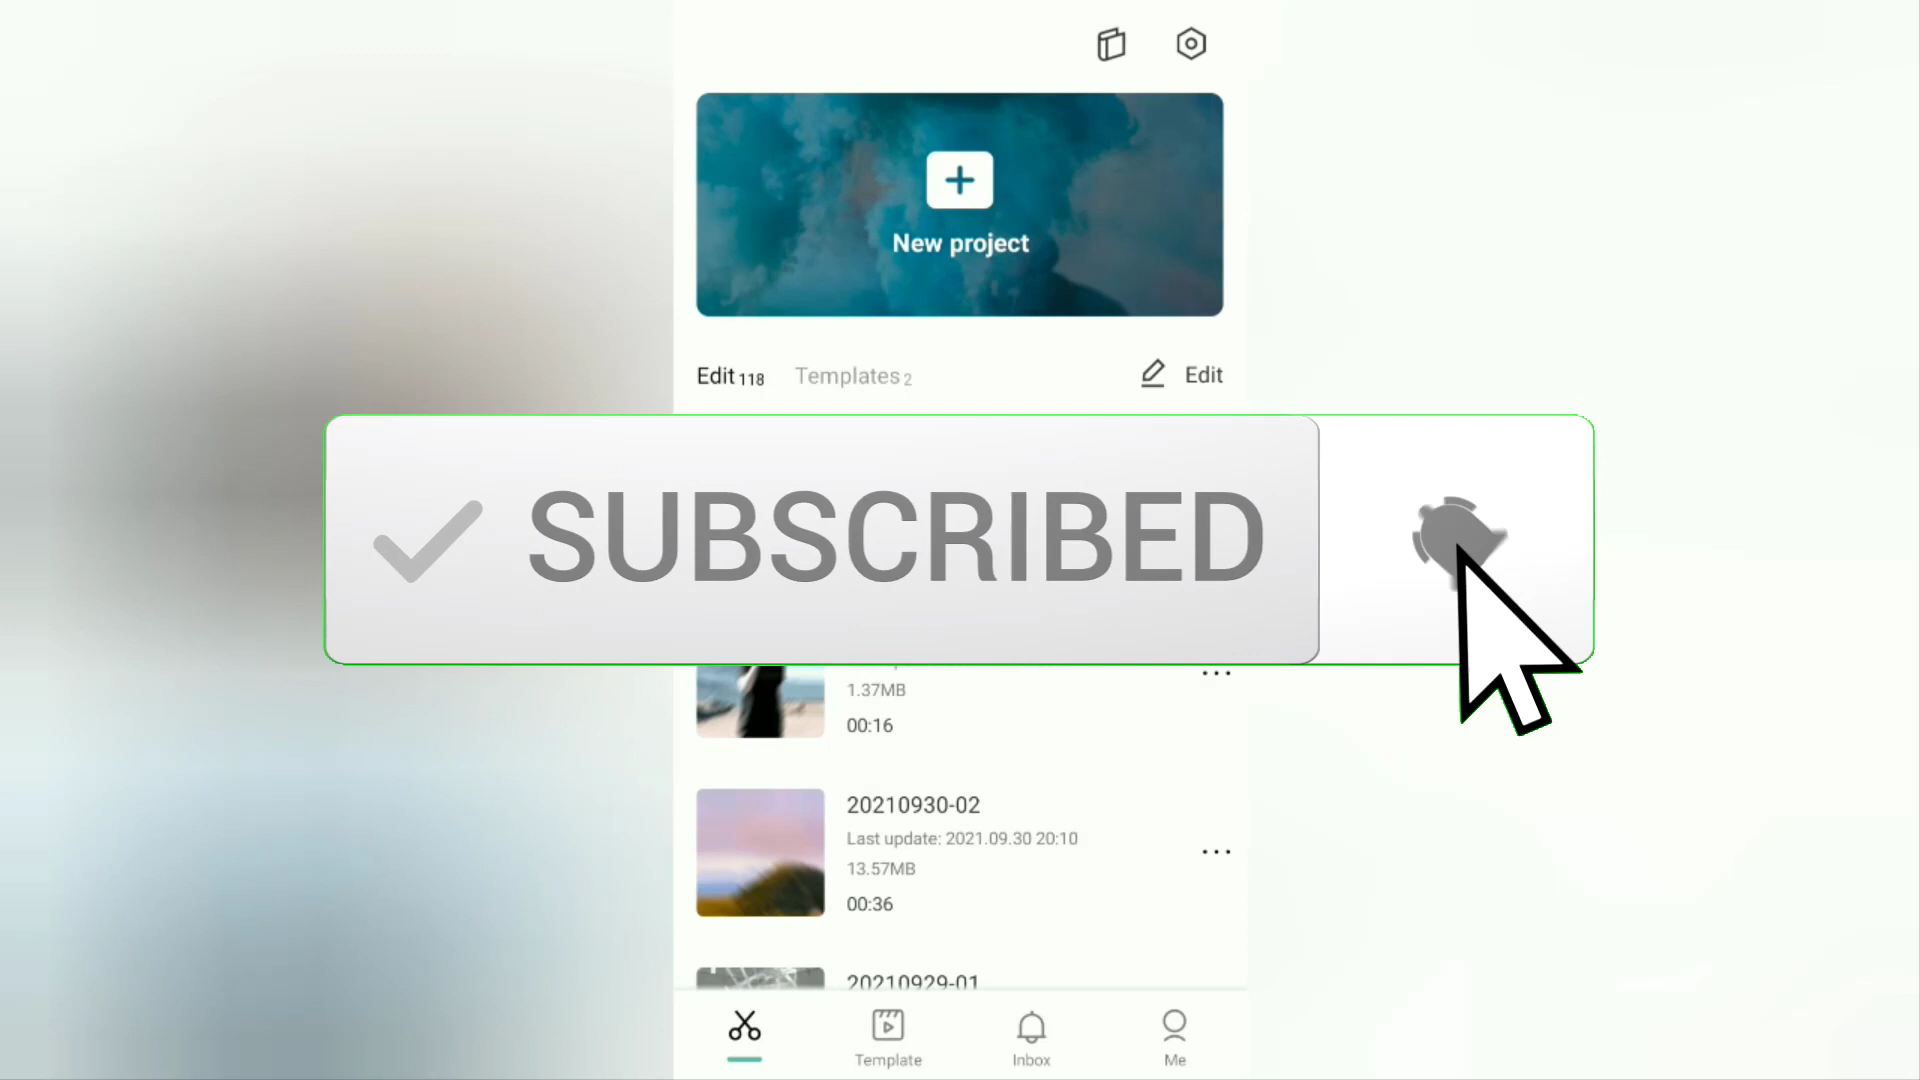 New project
Edit 118 Templates 2 Edit
SUBSCRIBED
1.37MB
00:16
20210930-02
Last update: 2021.09.30 20:10
13.57MB
00:36
20210929-01
Template Inbox Me